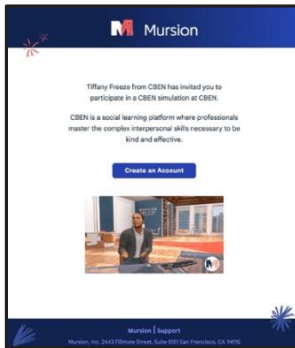 Mursion
Tiffany Freeze from CBEN has invited you to
participate in a CBEN simulation at CBEN.
CBEN is a social learning platform where professionals
master the complex interpersonal skills necessary to be
kind and effective.
Create an Account
Mursion | Support
Mursion, Inc. 2443 Fillmore Street, Suite 6151 San Francisco, CA 94115